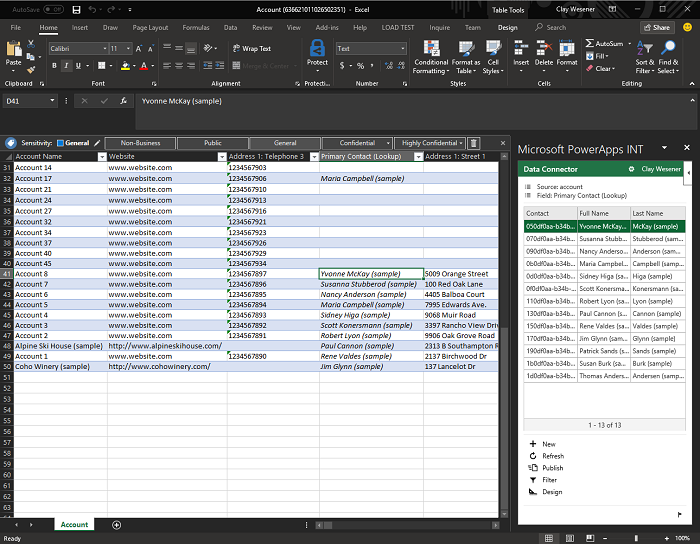 AutoSave Off
Account (636621011026502351) - Excel
Table Tools
Clay Wesener
File Home Insert Draw Page Layout Formulas Data Review View Help LOAD TEST Inquire Team Design Search Share
Paste
Calibri 11
B I U
Wrap Text
Merge & Center
Protect
Text
$ % ,
Conditional Formatting
Format as Table
Cell Styles
Insert Delete Format
AutoSum
Fill
Clear
Sort & Filter
Find & Select
Clipboard Font Alignment Protecti... Number Styles Cells Editing
D41 fx Yvonne McKay (sample)
Sensitivity: General Non-Business Public General Confidential Highly Confidential
Account Name Website Address 1: Telephone 3 Primary Contact (Lookup) Address 1: Street 1
31 Account 14 www.website.com 1234567903
32 Account 17 www.website.com 1234567906 Maria Campbell (sample)
33 Account 21 www.website.com 1234567910
34 Account 24 www.website.com 1234567913
35 Account 27 www.website.com 1234567916
36 Account 32 www.website.com 1234567921
37 Account 34 www.website.com 1234567923
38 Account 37 www.website.com 1234567926
39 Account 40 www.website.com 1234567929
40 Account 45 www.website.com 1234567934
41 Account 8 www.website.com 1234567897 Yvonne McKay (sample) 5009 Orange Street
42 Account 7 www.website.com 1234567896 Susanna Stubberod (sample) 100 Red Oak Lane
43 Account 6 www.website.com 1234567895 Nancy Anderson (sample) 4405 Balboa Court
44 Account 5 www.website.com 1234567894 Maria Campbell (sample) 7995 Edwards Ave.
45 Account 4 www.website.com 1234567893 Sidney Higa (sample) 9068 Muir Road
46 Account 3 www.website.com 1234567892 Scott Konersmann (sample) 3397 Rancho View Driv
47 Account 2 www.website.com 1234567891 Robert Lyon (sample) 9906 Oak Grove Road
48 Alpine Ski House (sample) http://www.alpineskihouse.com/ Paul Cannon (sample) 2313 B Southampton R
49 Account 1 www.website.com 1234567890 Rene Valdes (sample) 2137 Birchwood Dr
50 Coho Winery (sample) http://www.cohowinery.com/ Jim Glynn (sample) 137 Lancelot Dr
51
52
53
54
55
56
57
58
59
60
61
62
63
Account
Ready
100%
Microsoft PowerApps INT
Data Connector Clay Wesener
Source: account
Field: Primary Contact (Lookup)
Contact Full Name Last Name
050df0aa-b34b... Yvonne McKay... McKay (sample)
070df0aa-b34b... Susanna Stubb... Stubberod (sam...
090df0aa-b34b... Nancy Anderso... Anderson (sam...
0b0df0aa-b34b... Maria Campbel... Campbell (samp...
0d0df0aa-b34b... Sidney Higa (sa... Higa (sample)
0f0df0aa-b34b... Scott Konersma... Konersmann (sa...
110df0aa-b34b... Robert Lyon (sa... Lyon (sample)
130df0aa-b34b... Paul Cannon (s... Cannon (sample)
150df0aa-b34b... Rene Valdes (sa... Valdes (sample)
170df0aa-b34b... Jim Glynn (sam... Glynn (sample)
190df0aa-b34b... Patrick Sands (s... Sands (sample)
1b0df0aa-b34b... Susan Burk (sa... Burk (sample)
1d0df0aa-b34b... Thomas Anders... Andersen (samp...
1 - 13 of 13
New
Refresh
Publish
Filter
Design